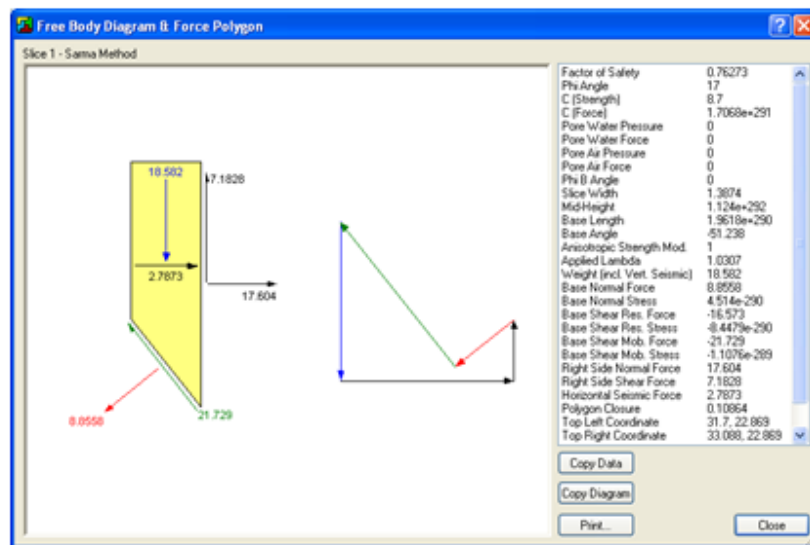 Free Body Diagram & Force Polygon
Slice 1 - Sarma Method
18.582
7.1828
2.7873
17.604
8.8558
21.729
Factor of Safety 0.76273
Phi Angle 17
C (Strength) 8.7
C (Force) 1.7068e+291
Pore Water Pressure 0
Pore Water Force 0
Pore Air Pressure 0
Pore Air Force 0
Phi B Angle 0
Slice Width 1.3874
Mid-Height 1.124e+292
Base Length 1.9618e+290
Base Angle -51.238
Anisotropic Strength Mod. 1
Applied Lambda 1.0307
Weight (incl. Vert. Seismic) 18.582
Base Normal Force 8.8558
Base Normal Stress 4.514e-290
Base Shear Res. Force -16.573
Base Shear Res. Stress -8.4479e-290
Base Shear Mob. Force -21.729
Base Shear Mob. Stress -1.1076e-289
Right Side Normal Force 17.604
Right Side Shear Force 7.1828
Horizontal Seismic Force 2.7873
Polygon Closure 0.10864
Top Left Coordinate 31.7, 22.869
Top Right Coordinate 33.088, 22.869
Copy Data
Copy Diagram
Print...
Close